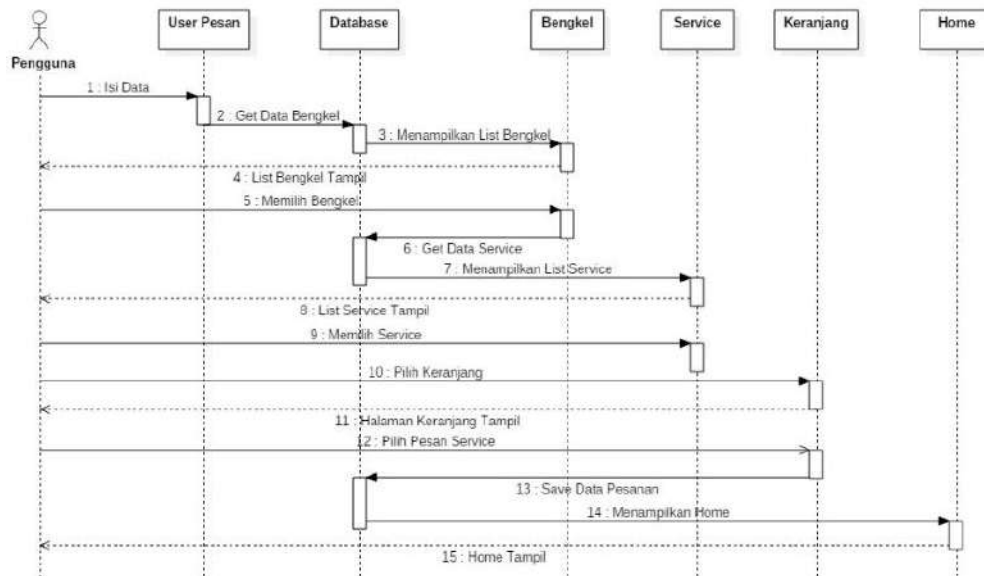 User Pesan
Database
Bengkel
Service
Keranjang
Home
Pengguna
1 : Isi Data
2 : Get Data Bengkel
3 : Menampilkan List Bengkel
4 : List Bengkel Tampil
5 : Memilih Bengkel
6 : Get Data Service
7 : Menampilkan List Service
8 : List Service Tampil
9 : Memilih Service
10 : Pilih Keranjang
11 : Halaman Keranjang Tampil
12 : Pilih Pesan Service
13 : Save Data Pesanan
14 : Menampilkan Home
15 : Home Tampil